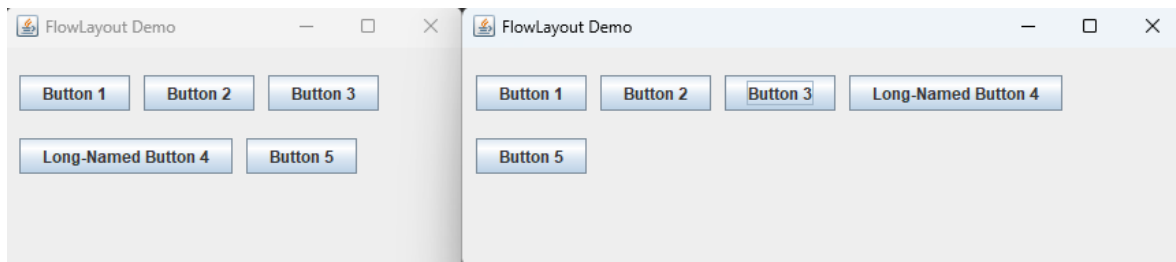 FlowLayout Demo
Button 1 Button 2 Button 3
Long-Named Button 4 Button 5
FlowLayout Demo
Button 1 Button 2 Button 3 Long-Named Button 4
Button 5